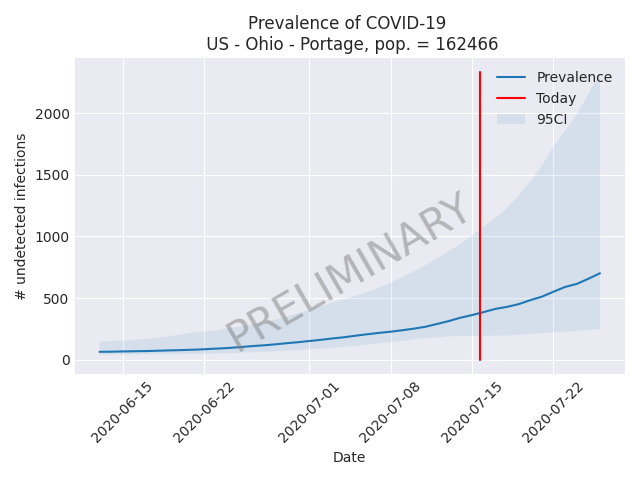 Prevalence of COVID-19
US - Ohio - Portage, pop. = 162466
Prevalence
Today
95CI
2000
1500
1000
500
0
# undetected infections
PRELIMINARY
2020-06-15
2020-06-22
2020-07-01
2020-07-08
2020-07-15
2020-07-22
Date